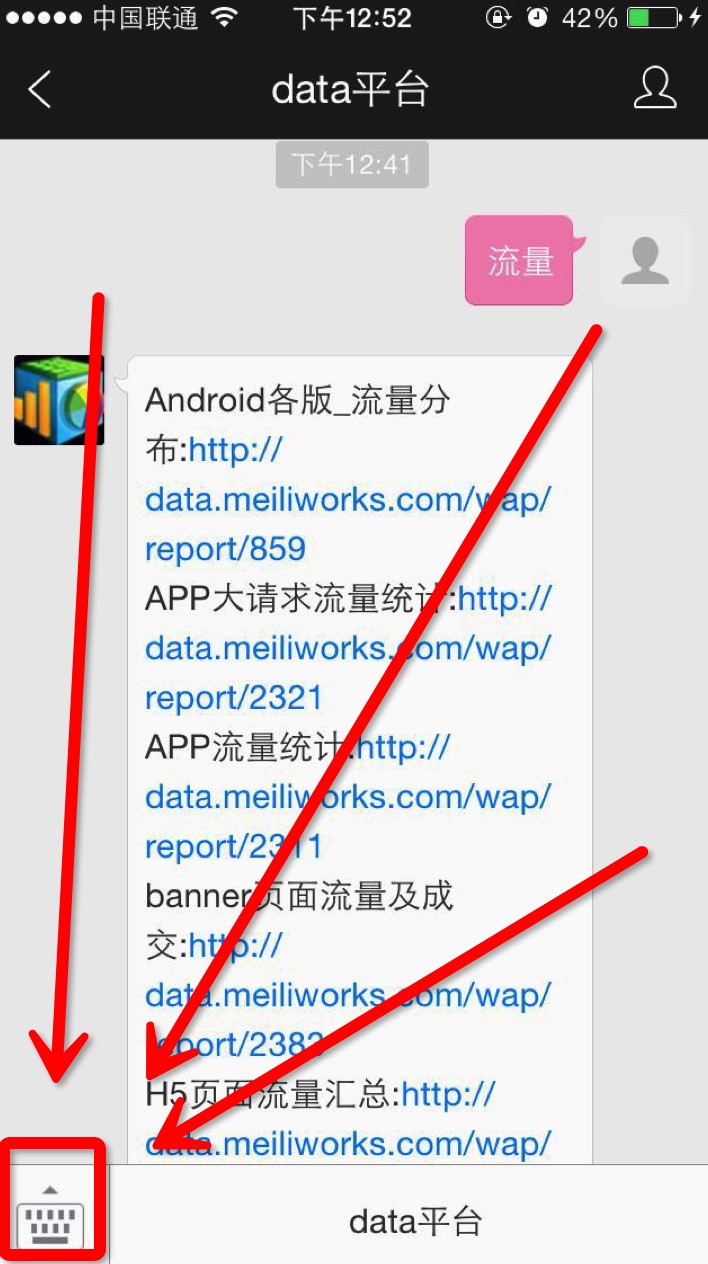 中国联通 下午12:52 42%
data平台
下午12:41
流量
Android各版_流量分
布:http://
data.meiliworks.com/wap/
report/859
APP大请求流量统计:http://
data.meiliworks.com/wap/
report/2321
APP流量统计:http://
data.meiliworks.com/wap/
report/2311
banner页面流量及成
交:http://
data.meiliworks.com/wap/
report/2383
H5页面流量汇总:http://
data.meiliworks.com/wap/
data平台